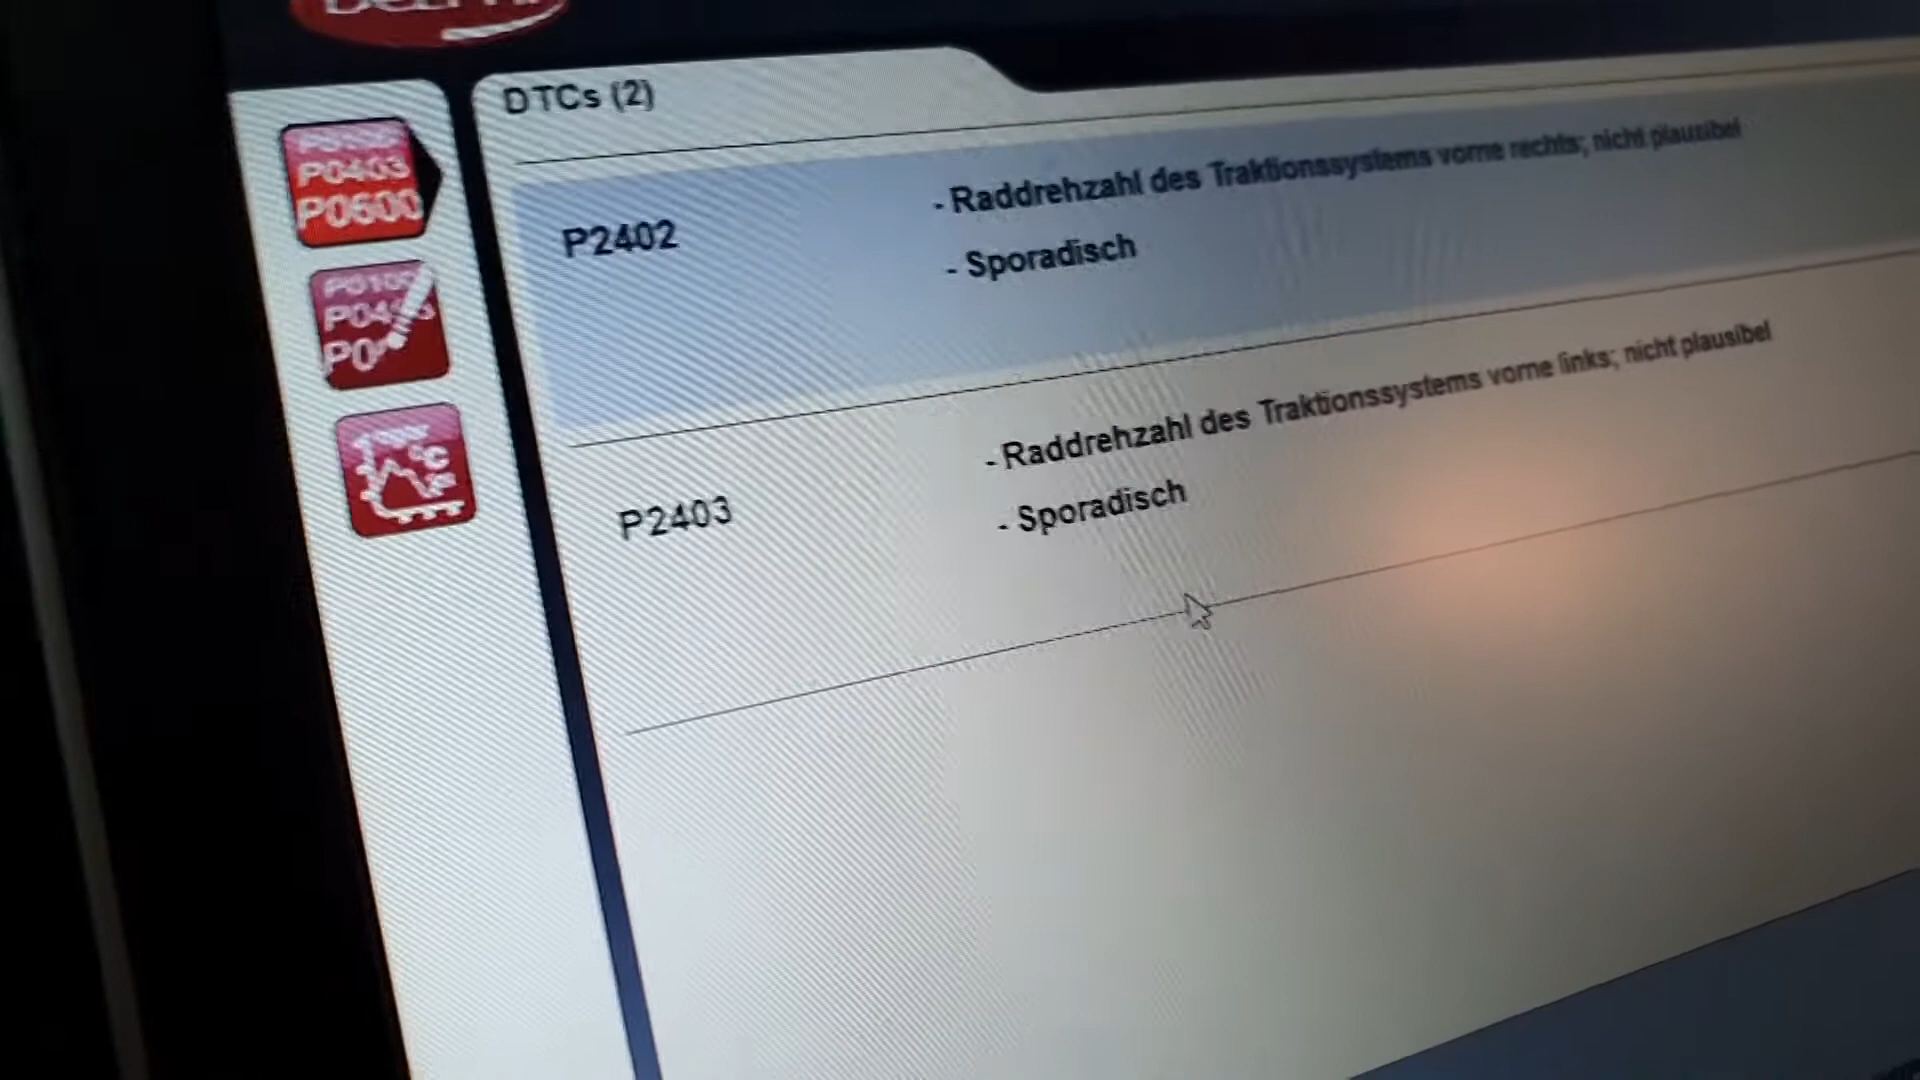 DELPHI
DTCs (2)
P0403
P0600
P2402
- Raddrehzahl des Traktionssystems vorne rechts; nicht plausibel
- Sporadisch
P2403
- Raddrehzahl des Traktionssystems vorne links; nicht plausibel
- Sporadisch
°C